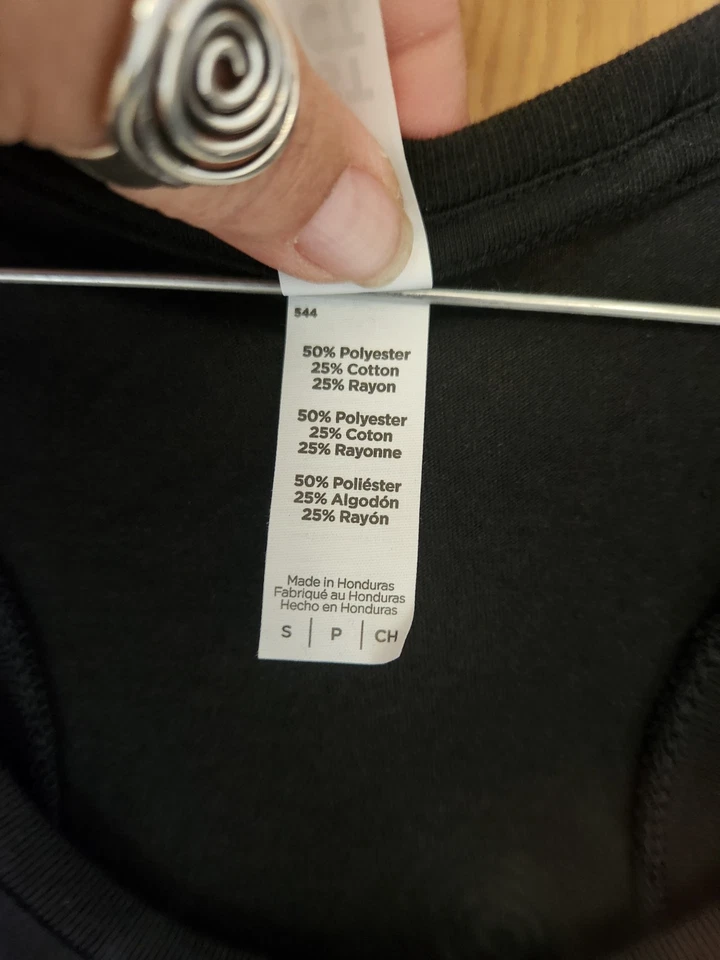 544
50% Polyester
25% Cotton
25% Rayon
50% Polyester
25% Coton
25% Rayonne
50% Poliéster
25% Algodón
25% Rayón
Made in Honduras
Fabriqué au Honduras
Hecho en Honduras
S | P | CH